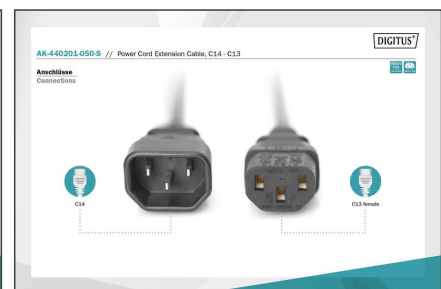 DIGITUS®
AK-440201-050-S // Power Cord Extension Cable, C14 - C13
Anschlüsse
Connections
C14
C13 female